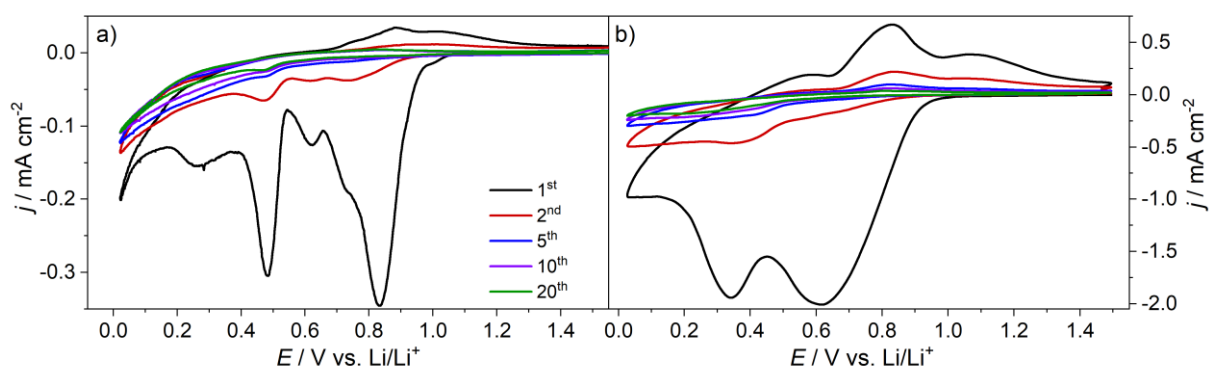 a)
0.0
-0.1
-0.2
-0.3
j / mA cm⁻²
1st
2nd
5th
10th
20th
0.0 0.2 0.4 0.6 0.8 1.0 1.2 1.4
E / V vs. Li/Li⁺
b)
0.5
0.0
-0.5
-1.0
-1.5
-2.0
j / mA cm⁻²
0.0 0.2 0.4 0.6 0.8 1.0 1.2 1.4
E / V vs. Li/Li⁺